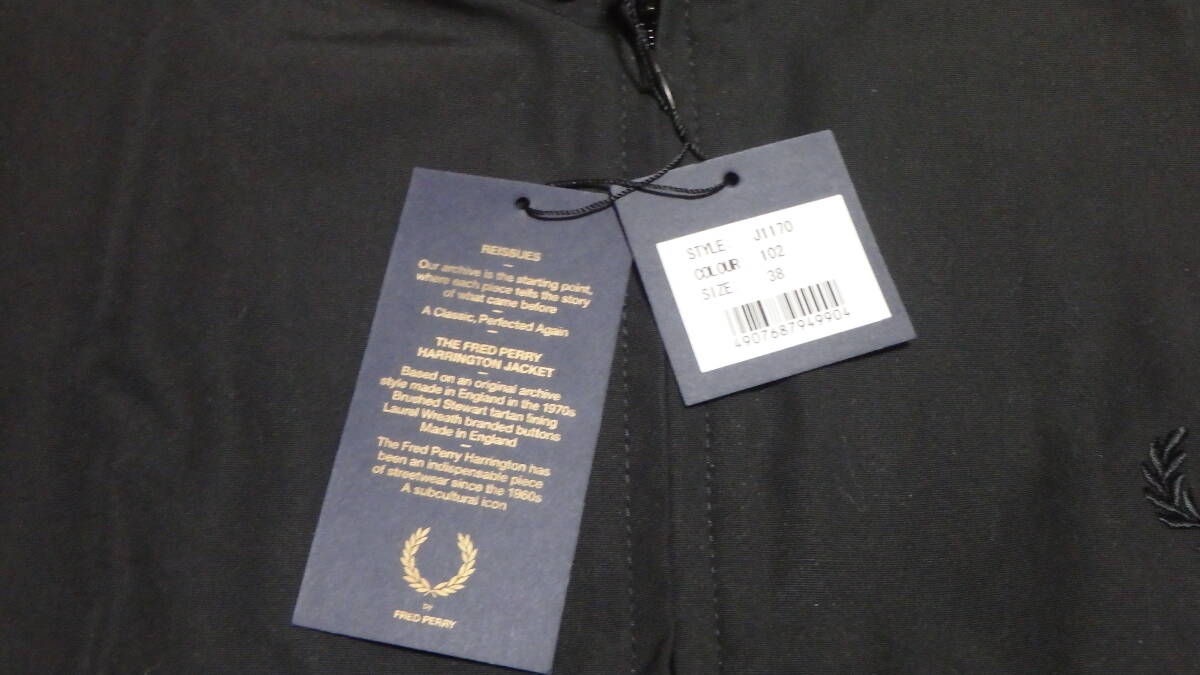 REISSUES
Our archive is the starting point,
where each piece tells the story
of what came before
A Classic, Perfected Again
THE FRED PERRY
HARRINGTON JACKET
Based on an original archive
style made in England in the 1970s
Brushed Stewart tartan lining
Laurel Wreath branded buttons
Made in England
The Fred Perry Harrington has
been an indispensable piece
of streetwear since the 1960s
A subcultural icon
by
FRED PERRY
STYLE: J1170
COLOUR 102
SIZE 38
4907687949904